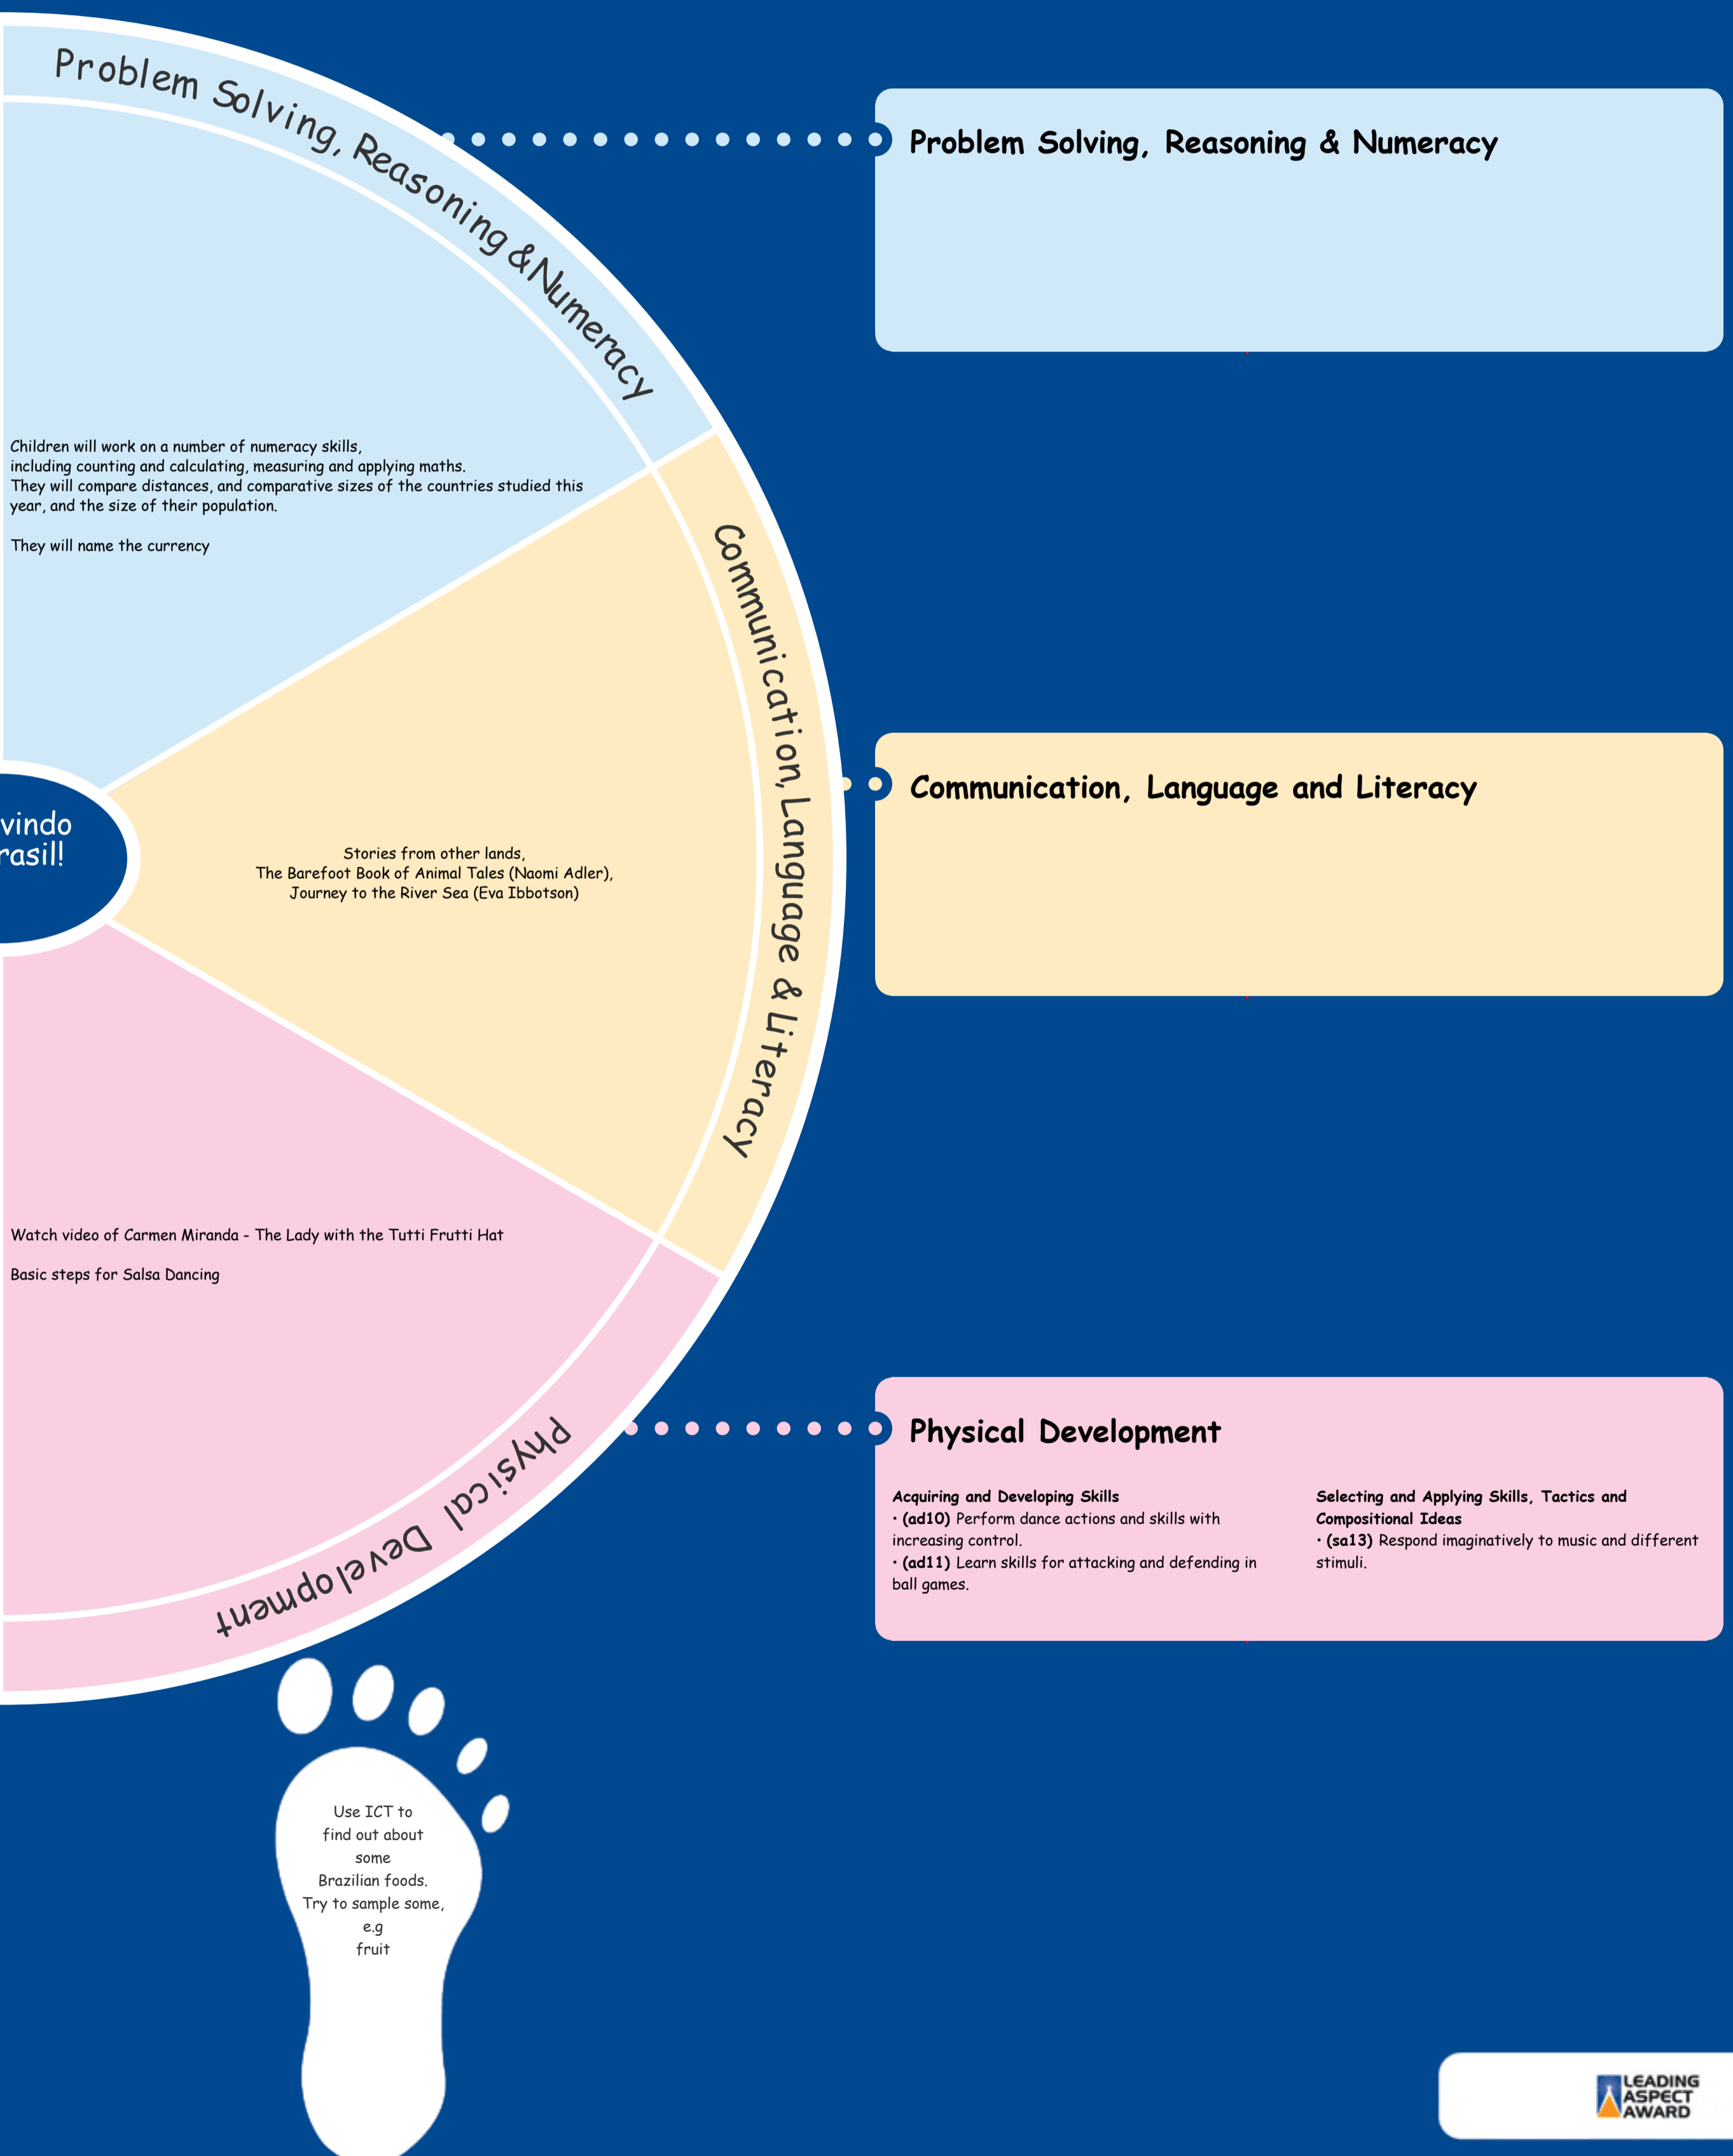 Problem Solving, Reasoning & Numeracy
Children will work on a number of numeracy skills,
including counting and calculating, measuring and applying maths.
They will compare distances, and comparative sizes of the countries studied this
year, and the size of their population.
They will name the currency
Communication, Language & Literacy
vindo
rasil!
Stories from other lands,
The Barefoot Book of Animal Tales (Naomi Adler),
Journey to the River Sea (Eva Ibbotson)
Watch video of Carmen Miranda - The Lady with the Tutti Frutti Hat
Basic steps for Salsa Dancing
Physical Development
Problem Solving, Reasoning & Numeracy
Communication, Language and Literacy
Physical Development
Acquiring and Developing Skills
• (ad10) Perform dance actions and skills with
increasing control.
• (ad11) Learn skills for attacking and defending in
ball games.
Selecting and Applying Skills, Tactics and
Compositional Ideas
• (sa13) Respond imaginatively to music and different
stimuli.
Use ICT to
find out about
some
Brazilian foods.
Try to sample some,
e.g
fruit
LEADING
ASPECT
AWARD